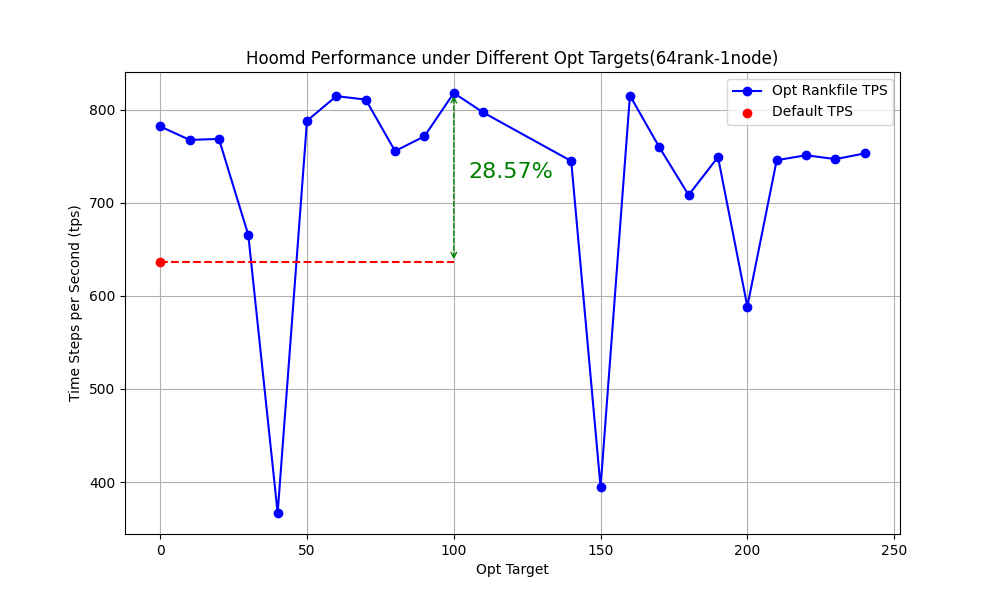 Hoomd Performance under Different Opt Targets(64rank-1node)
Opt Rankfile TPS
Default TPS
28.57%
Time Steps per Second (tps)
800
700
600
500
400
0
50
100
150
200
250
Opt Target